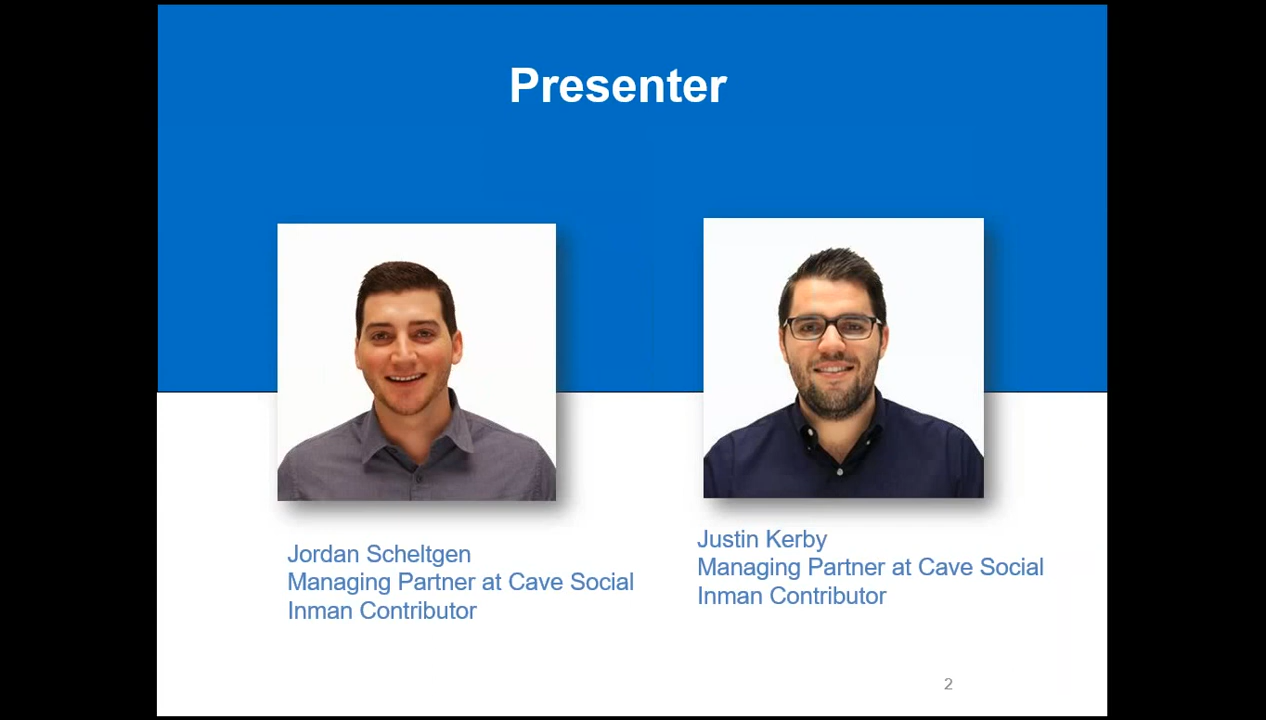 Presenter
Jordan Scheltgen
Managing Partner at Cave Social
Inman Contributor
Justin Kerby
Managing Partner at Cave Social
Inman Contributor
2